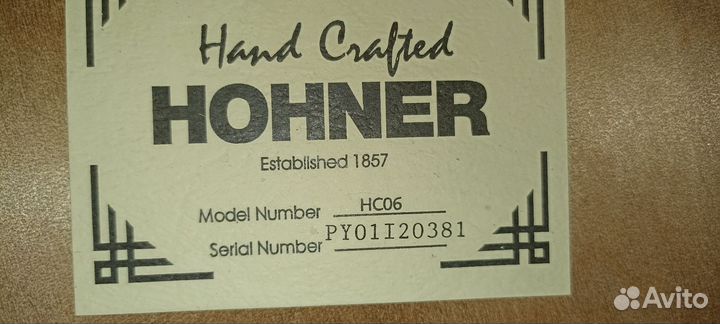 Hand Crafted
HOHNER
Established 1857
Model Number HC06
Serial Number PY01I20381
Avito